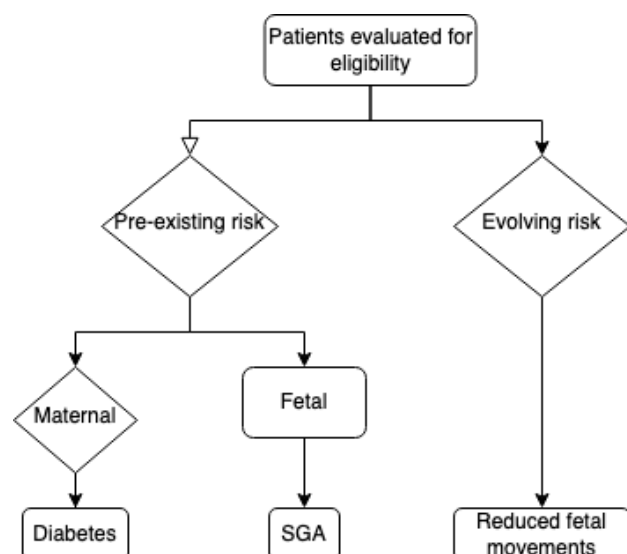 Patients evaluated for
eligibility
Pre-existing risk
Evolving risk
Maternal
Fetal
Diabetes
SGA
Reduced fetal
movements